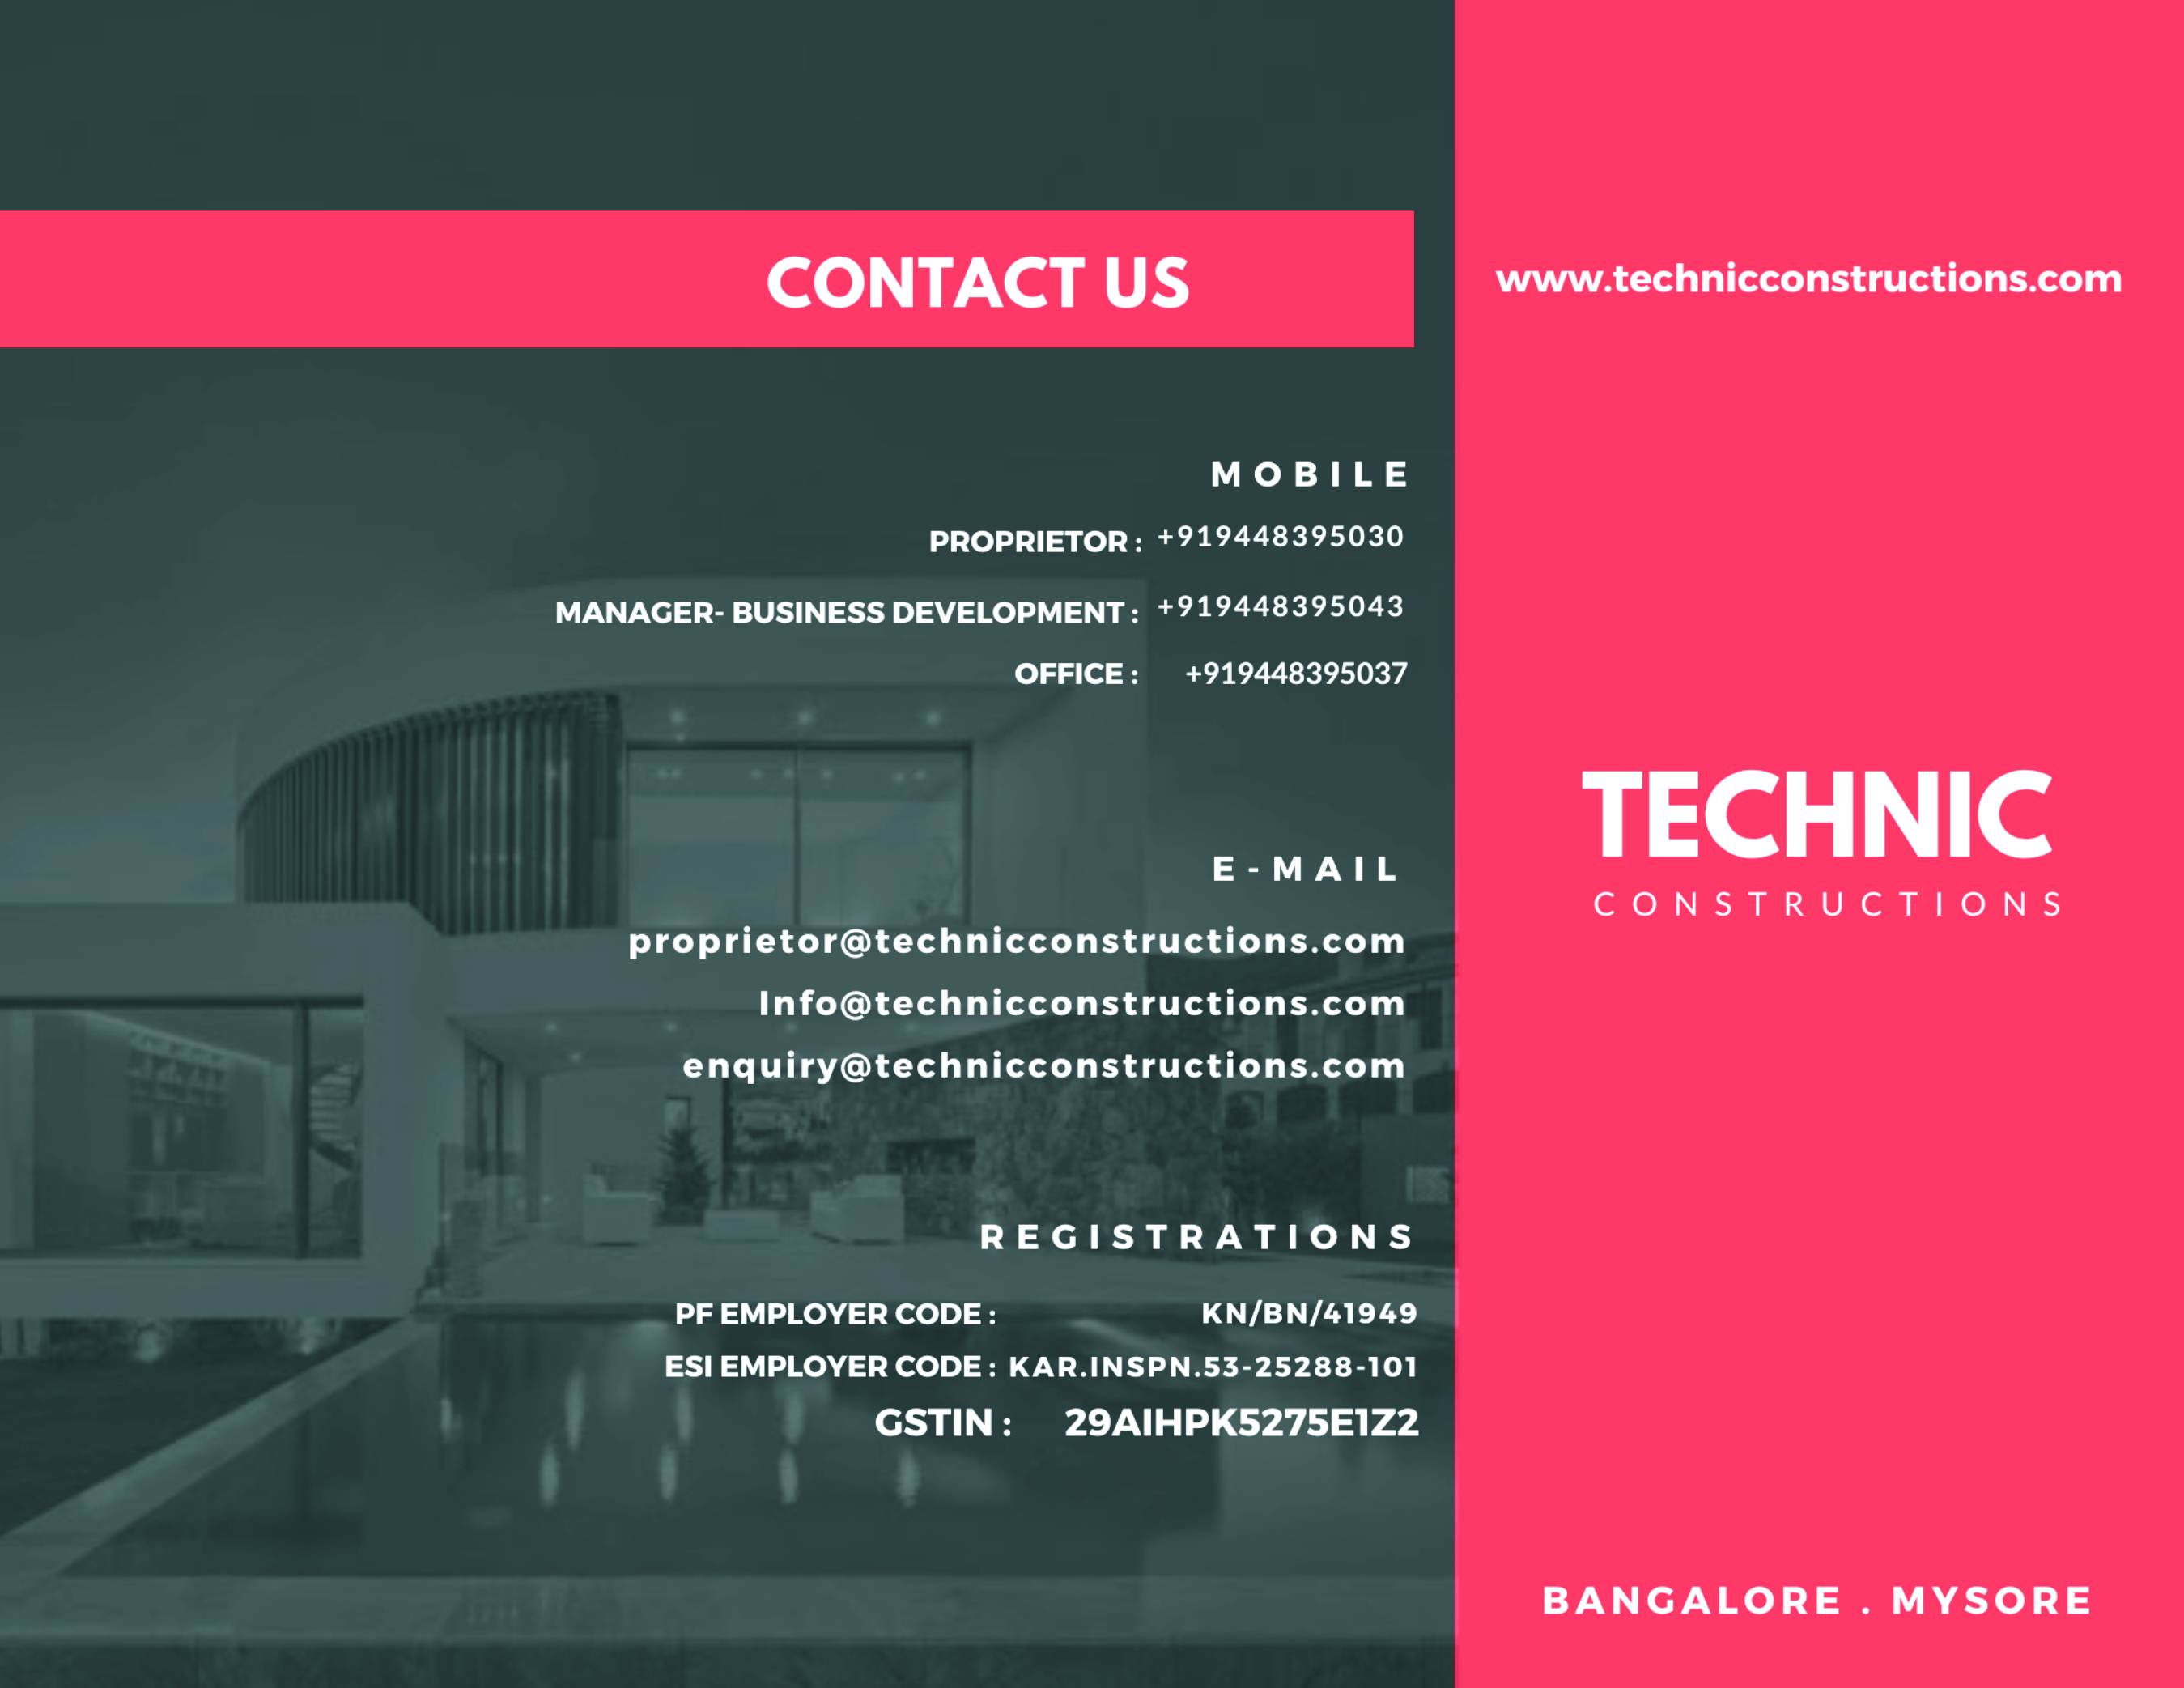 CONTACT US
MOBILE
PROPRIETOR : +919448395030
MANAGER- BUSINESS DEVELOPMENT : +919448395043
OFFICE : +919448395037
E-MAIL
proprietor@technicconstructions.com
Info@technicconstructions.com
enquiry@technicconstructions.com
REGISTRATIONS
PF EMPLOYER CODE : KN/BN/41949
ESI EMPLOYER CODE : KAR.INSPN.53-25288-101
GSTIN : 29AIHPK5275E1Z2
www.technicconstructions.com
TECHNIC
CONSTRUCTIONS
BANGALORE . MYSORE